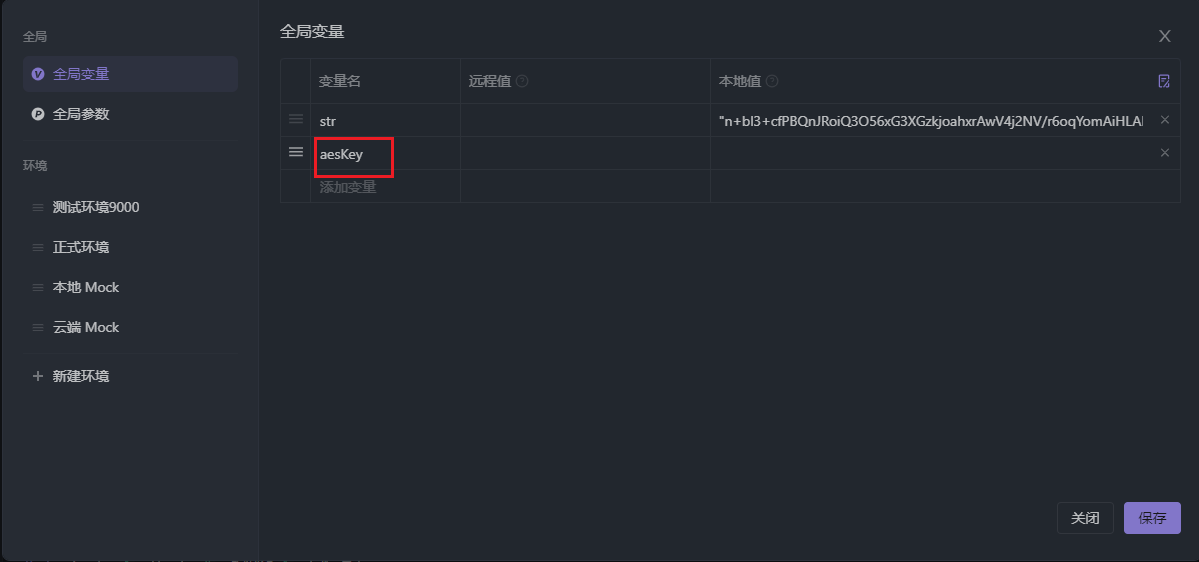 全局
全局变量
全局参数
环境
测试环境9000
正式环境
本地 Mock
云端 Mock
新建环境
全局变量
变量名 远程值 本地值
str "n+bl3+cfPBQnJRoiQ3O56xG3XGzkjoahxrAwV4j2NV/r6oqYomAiHLAI
aesKey
添加变量
关闭 保存